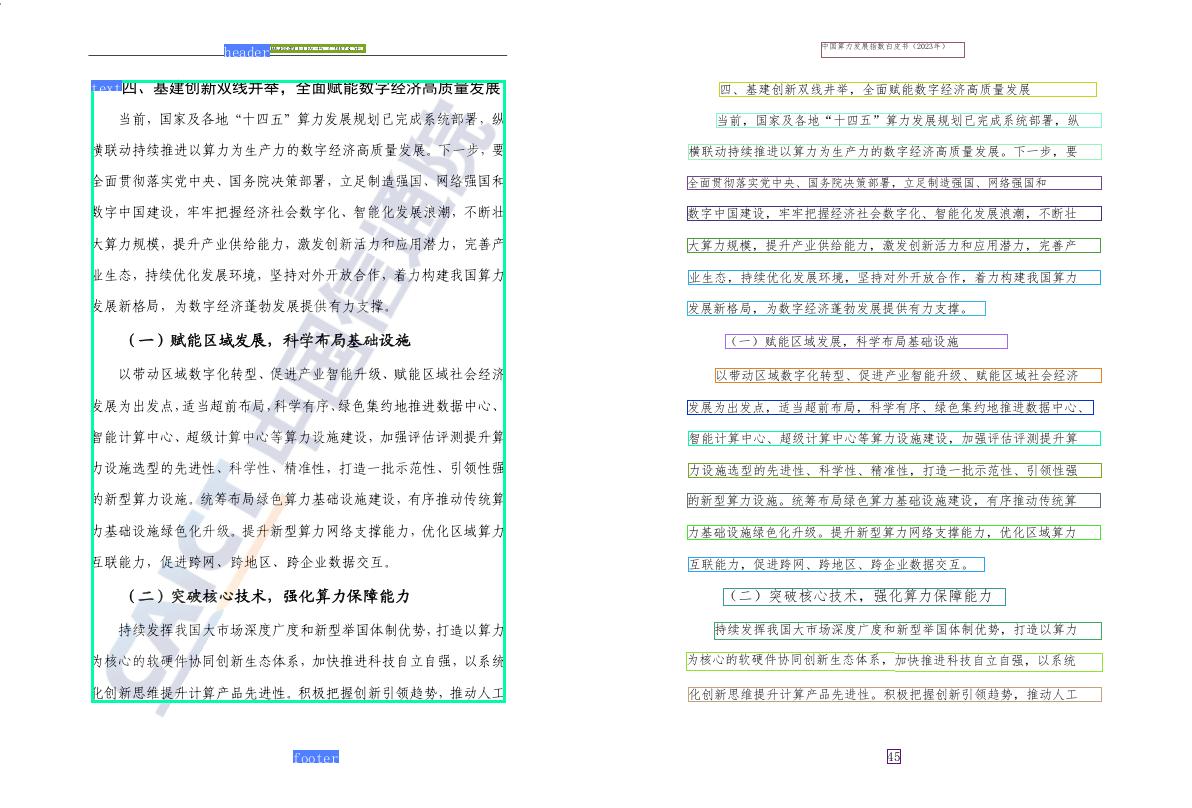 header
text
四、基建创新双线并举，全面赋能数字经济高质量发展
当前，国家及各地“十四五”算力发展规划已完成系统部署，纵
横联动持续推进以算力为生产力的数字经济高质量发展。下一步，要
全面贯彻落实党中央、国务院决策部署，立足制造强国、网络强国和
数字中国建设，牢牢把握经济社会数字化、智能化发展浪潮，不断壮
大算力规模，提升产业供给能力，激发创新活力和应用潜力，完善产
业生态，持续优化发展环境，坚持对外开放合作，着力构建我国算力
发展新格局，为数字经济蓬勃发展提供有力支撑。
（一）赋能区域发展，科学布局基础设施
以带动区域数字化转型、促进产业智能升级、赋能区域社会经济
发展为出发点，适当超前布局，科学有序、绿色集约地推进数据中心、
智能计算中心、超级计算中心等算力设施建设，加强评估评测提升算
力设施选型的先进性、科学性、精准性，打造一批示范性、引领性强
的新型算力设施。统筹布局绿色算力基础设施建设，有序推动传统算
力基础设施绿色化升级。提升新型算力网络支撑能力，优化区域算力
互联能力，促进跨网、跨地区、跨企业数据交互。
（二）突破核心技术，强化算力保障能力
持续发挥我国大市场深度广度和新型举国体制优势，打造以算力
为核心的软硬件协同创新生态体系，加快推进科技自立自强，以系统
化创新思维提升计算产品先进性。积极把握创新引领趋势，推动人工
CAICT 中国信通院
footer
中国算力发展指数白皮书（2023年）
四、基建创新双线并举，全面赋能数字经济高质量发展
当前，国家及各地“十四五”算力发展规划已完成系统部署，纵
横联动持续推进以算力为生产力的数字经济高质量发展。下一步，要
全面贯彻落实党中央、国务院决策部署，立足制造强国、网络强国和
数字中国建设，牢牢把握经济社会数字化、智能化发展浪潮，不断壮
大算力规模，提升产业供给能力，激发创新活力和应用潜力，完善产
业生态，持续优化发展环境，坚持对外开放合作，着力构建我国算力
发展新格局，为数字经济蓬勃发展提供有力支撑。
（一）赋能区域发展，科学布局基础设施
以带动区域数字化转型、促进产业智能升级、赋能区域社会经济
发展为出发点，适当超前布局，科学有序、绿色集约地推进数据中心、
智能计算中心、超级计算中心等算力设施建设，加强评估评测提升算
力设施选型的先进性、科学性、精准性，打造一批示范性、引领性强
的新型算力设施。统筹布局绿色算力基础设施建设，有序推动传统算
力基础设施绿色化升级。提升新型算力网络支撑能力，优化区域算力
互联能力，促进跨网、跨地区、跨企业数据交互。
（二）突破核心技术，强化算力保障能力
持续发挥我国大市场深度广度和新型举国体制优势，打造以算力
为核心的软硬件协同创新生态体系，加快推进科技自立自强，以系统
化创新思维提升计算产品先进性。积极把握创新引领趋势，推动人工
45